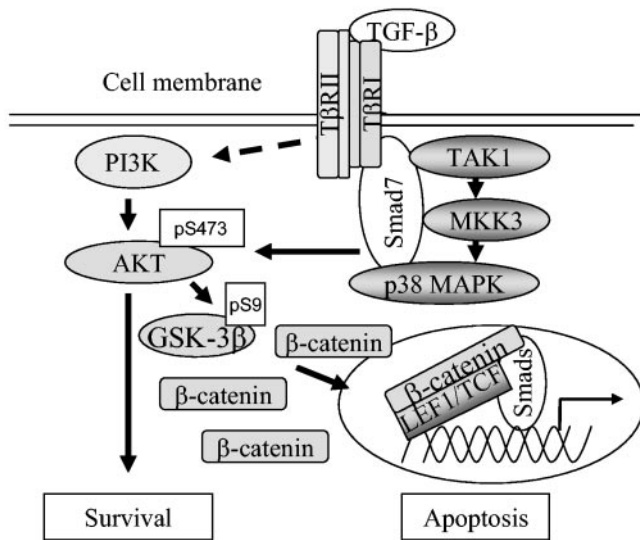 TGF-β
Cell membrane
TβRII
TβRI
PI3K
TAK1
Smad7
MKK3
pS473
AKT
p38 MAPK
pS9
GSK-3β
β-catenin
β-catenin
β-catenin
β-catenin
LEF1/TCF
Smads
Survival
Apoptosis